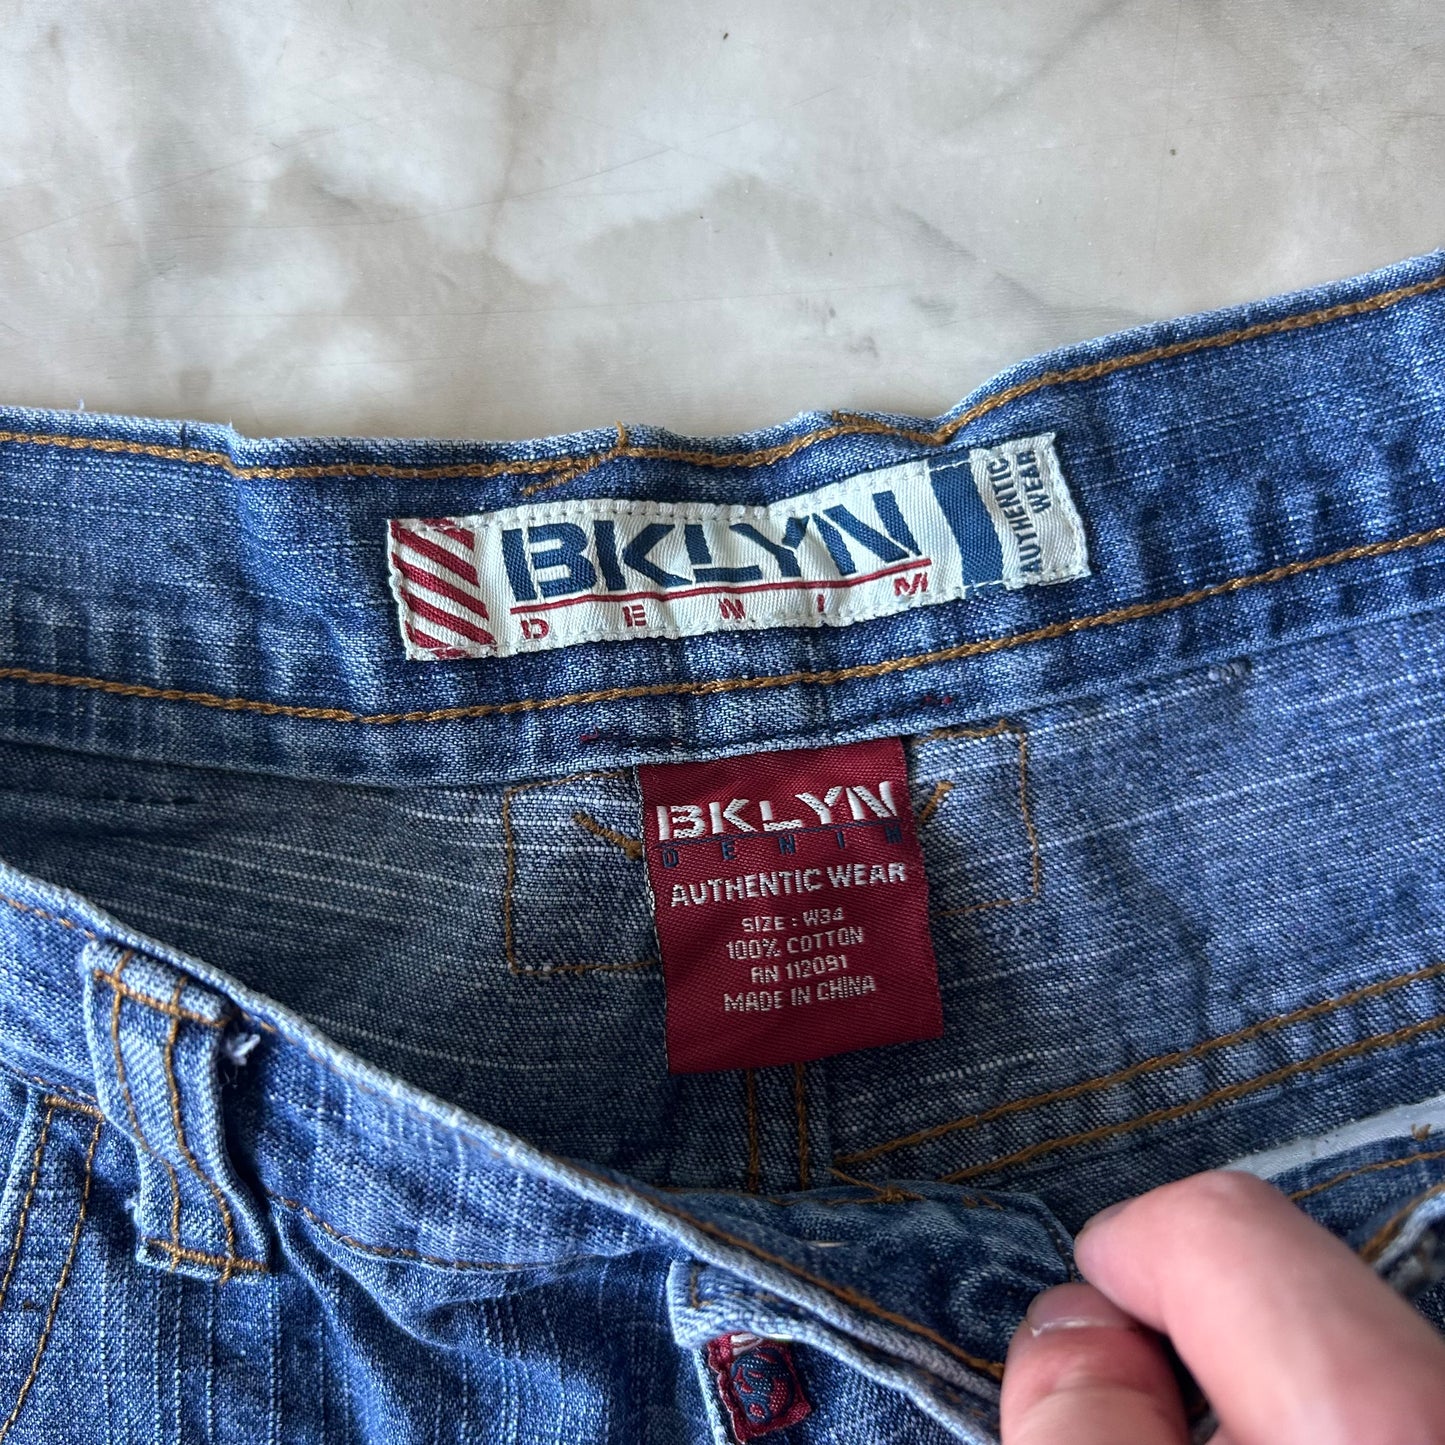 BKLYN
DENIM
AUTHENTIC
WEAR
BKLYN
DENIM
AUTHENTIC WEAR
SIZE : W34
100% COTTON
RN 112091
MADE IN CHINA